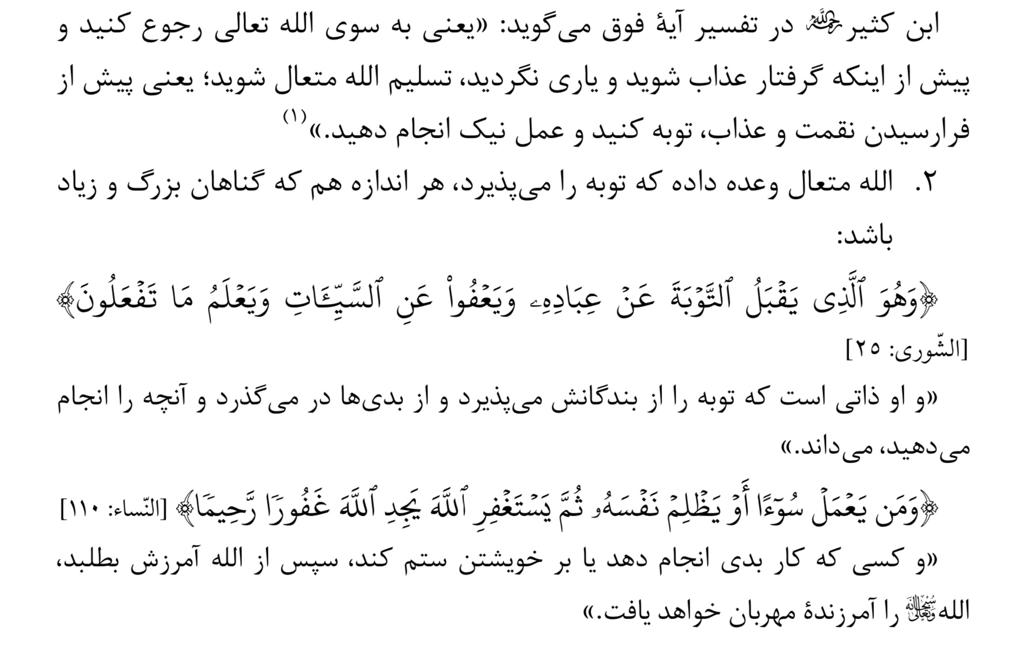 ابن کثیر رحمه‌الله در تفسیر آیهٔ فوق می‌گوید: «یعنی به سوی الله تعالی رجوع کنید و
پیش از اینکه گرفتار عذاب شوید و یاری نگردید، تسلیم الله متعال شوید؛ یعنی پیش از
فرارسیدن نقمت و عذاب، توبه کنید و عمل نیک انجام دهید.»(۱)
۲. الله متعال وعده داده که توبه را می‌پذیرد، هر اندازه هم که گناهان بزرگ و زیاد
باشد:
﴿وَهُوَ ٱلَّذِی یَقۡبَلُ ٱلتَّوۡبَةَ عَنۡ عِبَادِهِۦ وَیَعۡفُواْ عَنِ ٱلسَّیِّـَٔاتِ وَیَعۡلَمُ مَا تَفۡعَلُونَ﴾
[الشّوری: ۲۵]
«و او ذاتی است که توبه را از بندگانش می‌پذیرد و از بدی‌ها در می‌گذرد و آنچه را انجام
می‌دهید، می‌داند.»
﴿وَمَن یَعۡمَلۡ سُوٓءًا أَوۡ یَظۡلِمۡ نَفۡسَهُۥ ثُمَّ یَسۡتَغۡفِرِ ٱللَّهَ یَجِدِ ٱللَّهَ غَفُورٗا رَّحِیمٗا﴾ [النّساء: ۱۱۰]
«و کسی که کار بدی انجام دهد یا بر خویشتن ستم کند، سپس از الله آمرزش بطلبد،
الله سبحانه وتعالی را آمرزندهٔ مهربان خواهد یافت.»